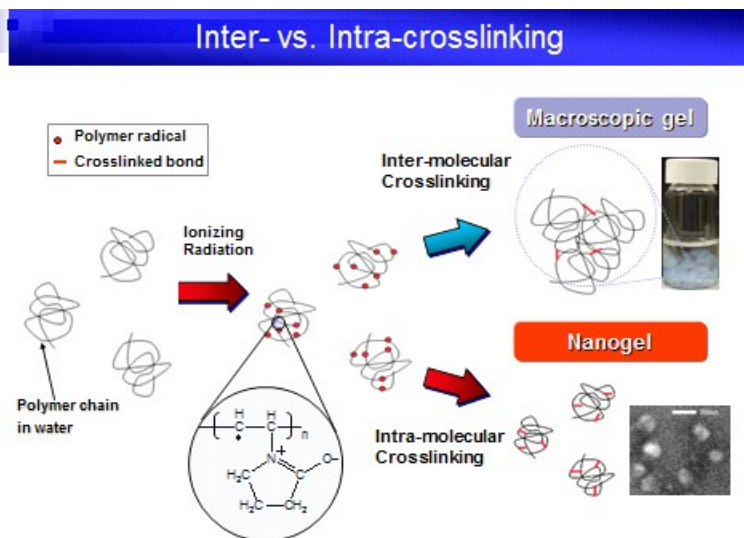 Inter- vs. Intra-crosslinking
Macroscopic gel
Polymer radical
Crosslinked bond
Inter-molecular
Crosslinking
Ionizing
Radiation
Nanogel
Polymer chain
in water
Intra-molecular
Crosslinking
H H
C C
n
N + O-
H₂C C
H₂C CH₂